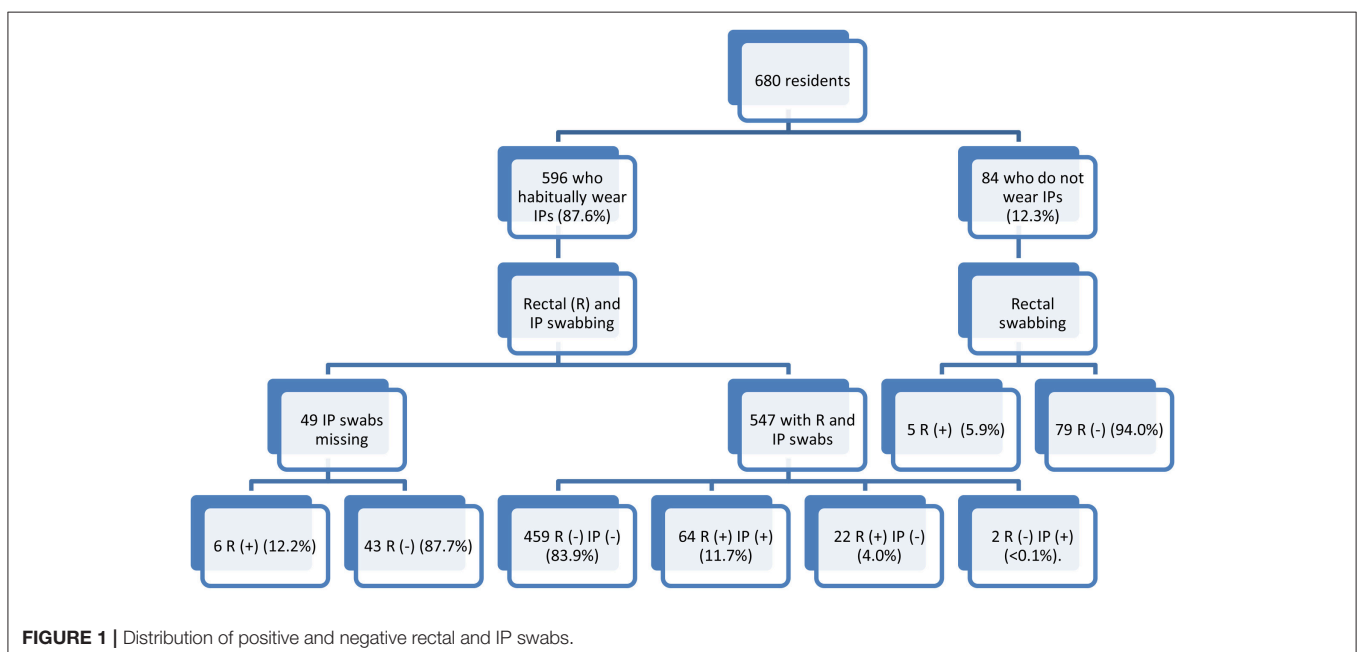 680 residents
596 who
habitually wear
IPs (87.6%)
84 who do not
wear IPs
(12.3%)
Rectal (R) and
IP swabbing
Rectal
swabbing
49 IP swabs
missing
547 with R and
IP swabs
5 R (+) (5.9%)
79 R (-) (94.0%)
6 R (+) (12.2%)
43 R (-) (87.7%)
459 R (-) IP (-)
(83.9%)
64 R (+) IP (+)
(11.7%)
22 R (+) IP (-)
(4.0%)
2 R (-) IP (+)
(<0.1%).
FIGURE 1 | Distribution of positive and negative rectal and IP swabs.